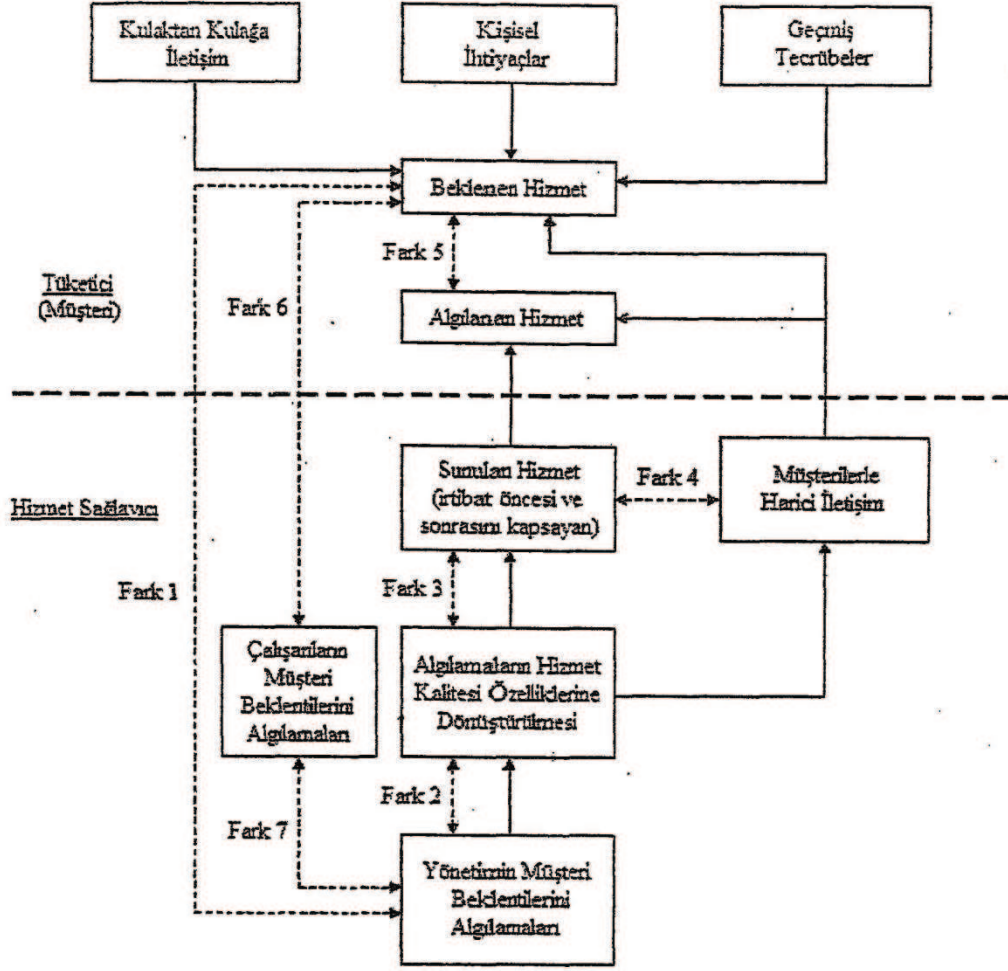 Kulaktan Kulağa
İletişim
Kişisel
İhtiyaçlar
Geçmiş
Tecrübeler
Beklenen Hizmet
Fark 5
Tüketici
(Müşteri)
Fark 6
Algılanan Hizmet
Sunulan Hizmet
(irtibat öncesi ve
sonrasını kapsayan)
Fark 4
Müşterilerle
Harici İletişim
Hizmet Sağlayıcı
Fark 1
Fark 3
Çalışanların
Müşteri
Beklentilerini
Algılamaları
Algılamaların Hizmet
Kalitesi Özelliklerine
Dönüştürülmesi
Fark 2
Fark 7
Yönetimin Müşteri
Beklentilerini
Algılamaları